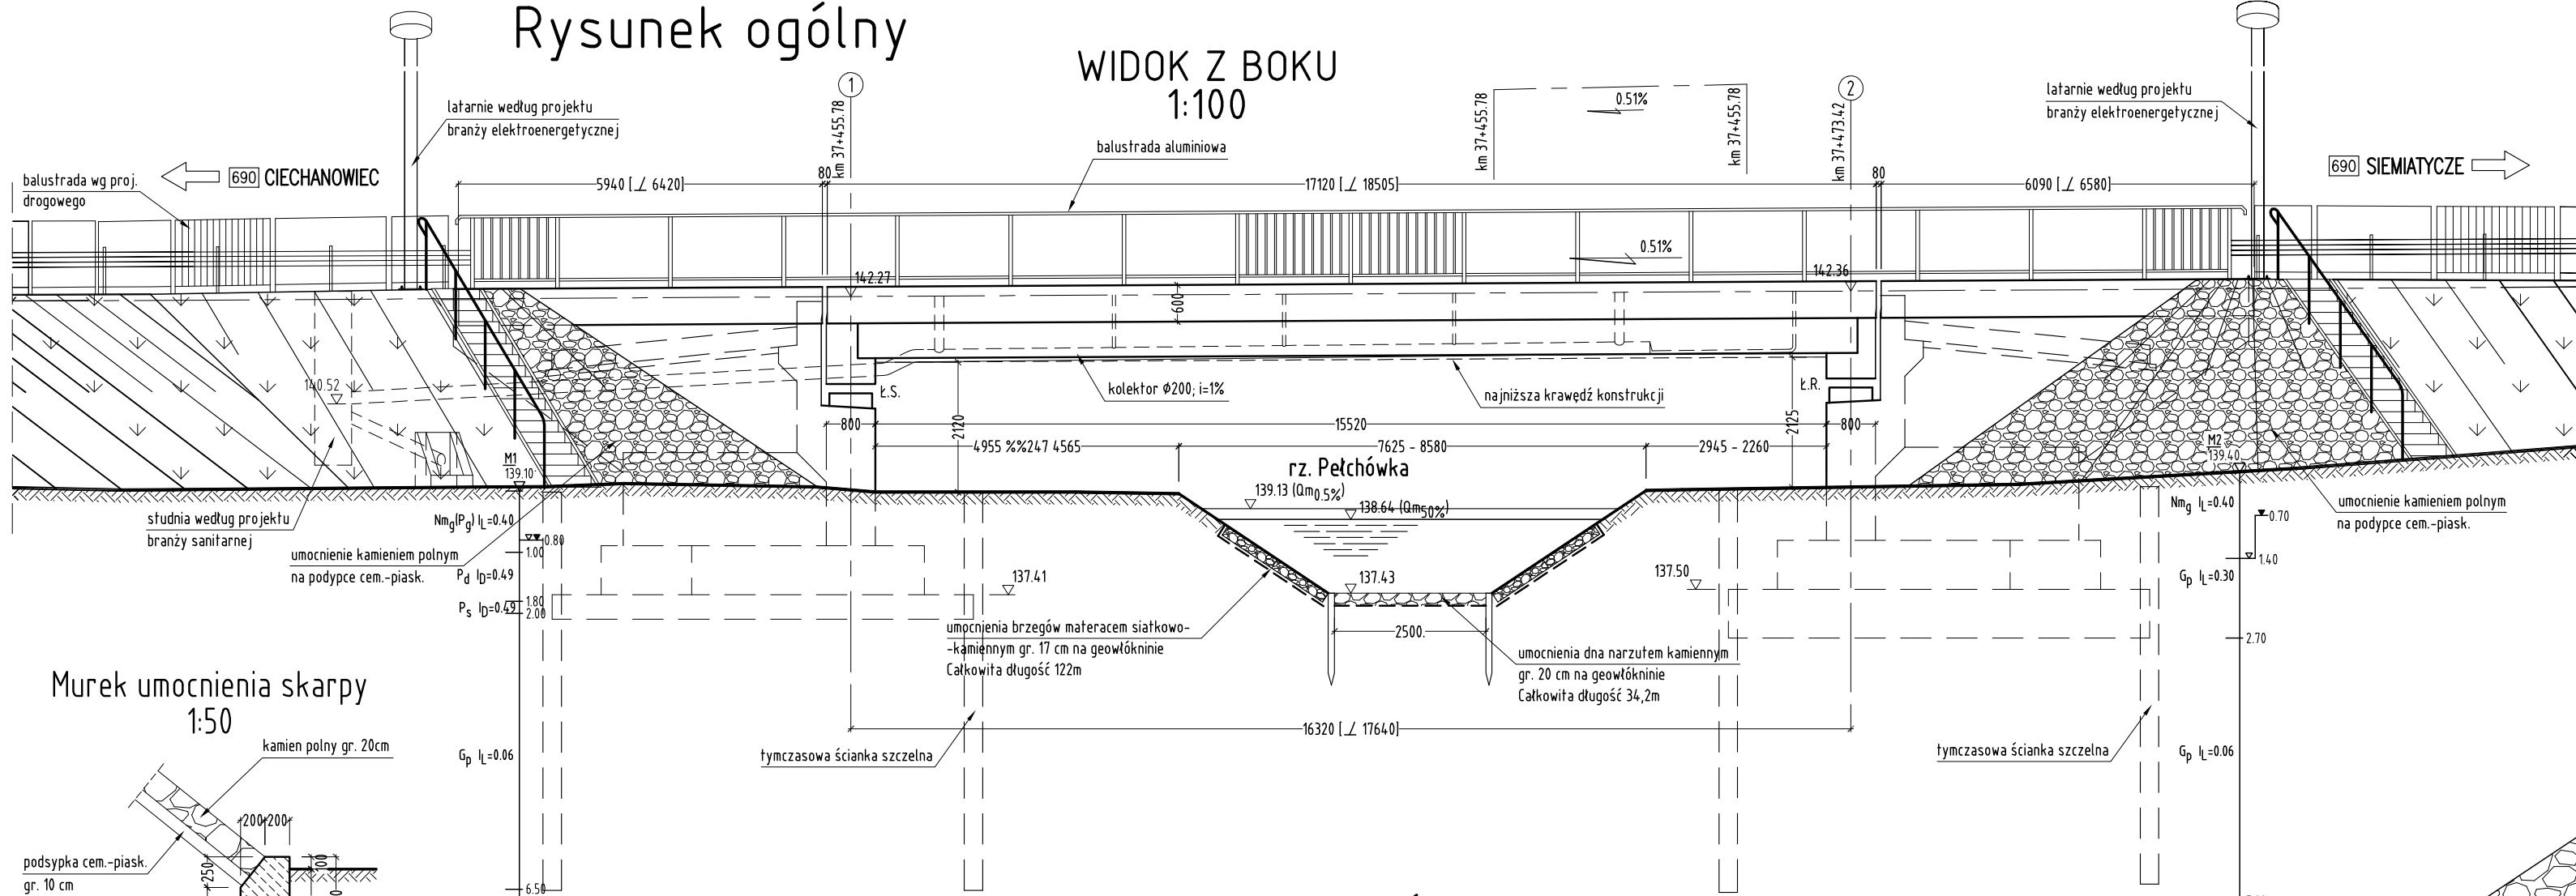 Rysunek ogólny
WIDOK Z BOKU
1:100
1
2
km 37+455.78
km 37+455.78
km 37+455.78
km 37+473.42
0.51%
latarnie według projektu
branży elektroenergetycznej
latarnie według projektu
branży elektroenergetycznej
balustrada aluminiowa
balustrada wg proj.
drogowego
690 CIECHANOWIEC
690 SIEMIATYCZE
5940 [⦟ 6420]
80
17120 [⦟ 18505]
80
6090 [⦟ 6580]
0.51%
142.27
142.36
600
140.52
kolektor Φ200; i=1%
najniższa krawędź konstrukcji
Ł.S.
Ł.R.
2120
2125
800
15520
800
4955 %%247 4565
7625 - 8580
2945 - 2260
rz. Pełchówka
139.13 (Qm0.5%)
138.64 (Qm50%)
M1
139.10
M2
139.40
studnia według projektu
branży sanitarnej
umocnienie kamieniem polnym
na podypce cem.-piask.
umocnienie kamieniem polnym
na podypce cem.-piask.
Nmg(Pg) IL=0.40
0.80
1.00
Pd ID=0.49
1.80
Ps ID=0.49
2.00
Gp IL=0.06
6.50
Nmg IL=0.40
0.70
1.40
Gp IL=0.30
2.70
Gp IL=0.06
137.41
137.43
137.50
2500.
umocnienia brzegów materacem siatkowo-
-kamiennym gr. 17 cm na geowłókninie
Całkowita długość 122m
umocnienia dna narzutem kamiennym
gr. 20 cm na geowłókninie
Całkowita długość 34,2m
16320 [⦟ 17640]
tymczasowa ścianka szczelna
tymczasowa ścianka szczelna
Murek umocnienia skarpy
1:50
kamien polny gr. 20cm
200 200
250
100
podsypka cem.-piask.
gr. 10 cm